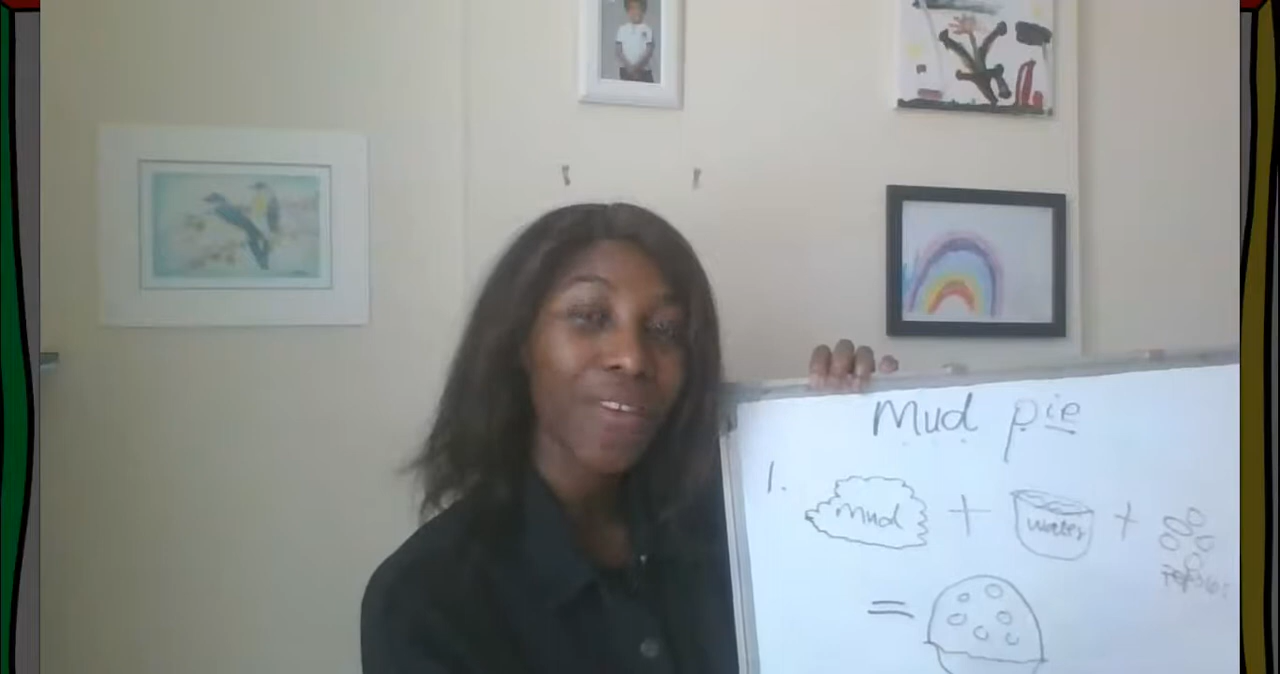 Mud pie
1.
mud + water +
=